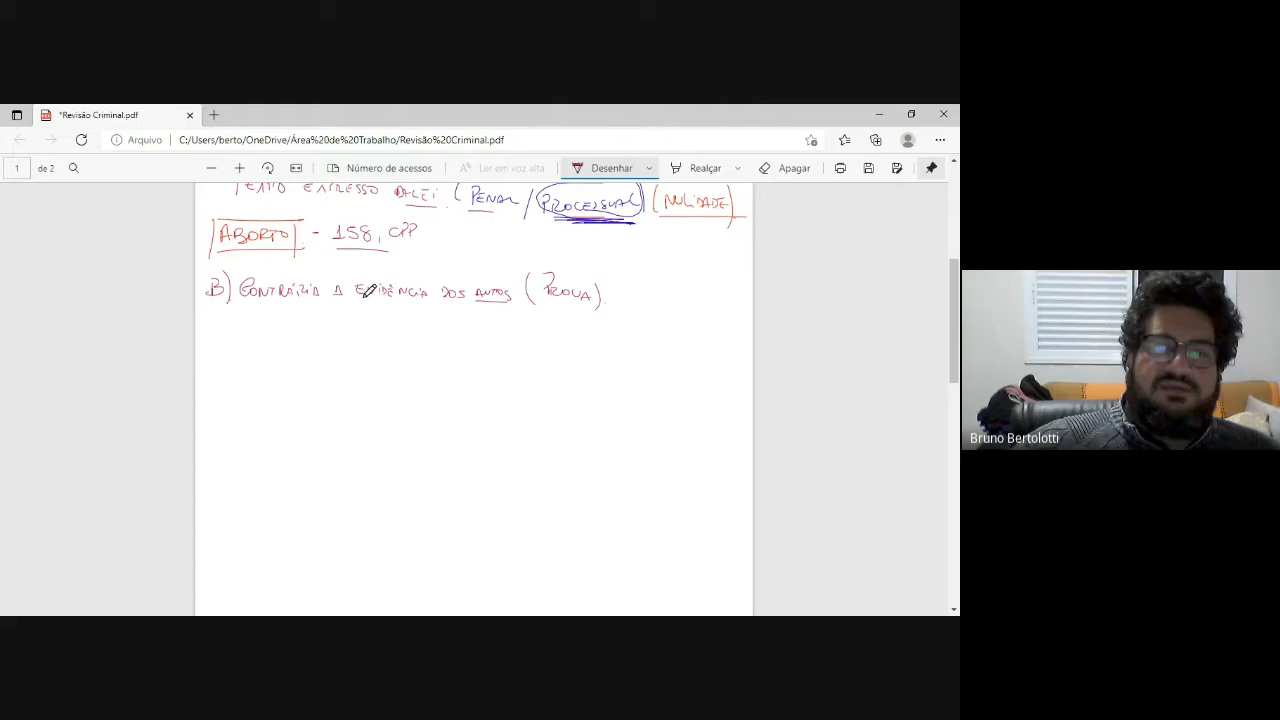 *Revisão Criminal.pdf
Arquivo C:/Users/berto/OneDrive/Área%20de%20Trabalho/Revisão%20Criminal.pdf
1 de 2 Número de acessos Ler em voz alta Desenhar Realçar Apagar
TEXTO EXPRESSO DA LEI. (PENAL / PROCESSUAL) (NULIDADE)
ABORTO - 158, CPP
B) CONTRÁRIA A EVIDÊNCIA DOS AUTOS (PROVA).
Bruno Bertolotti